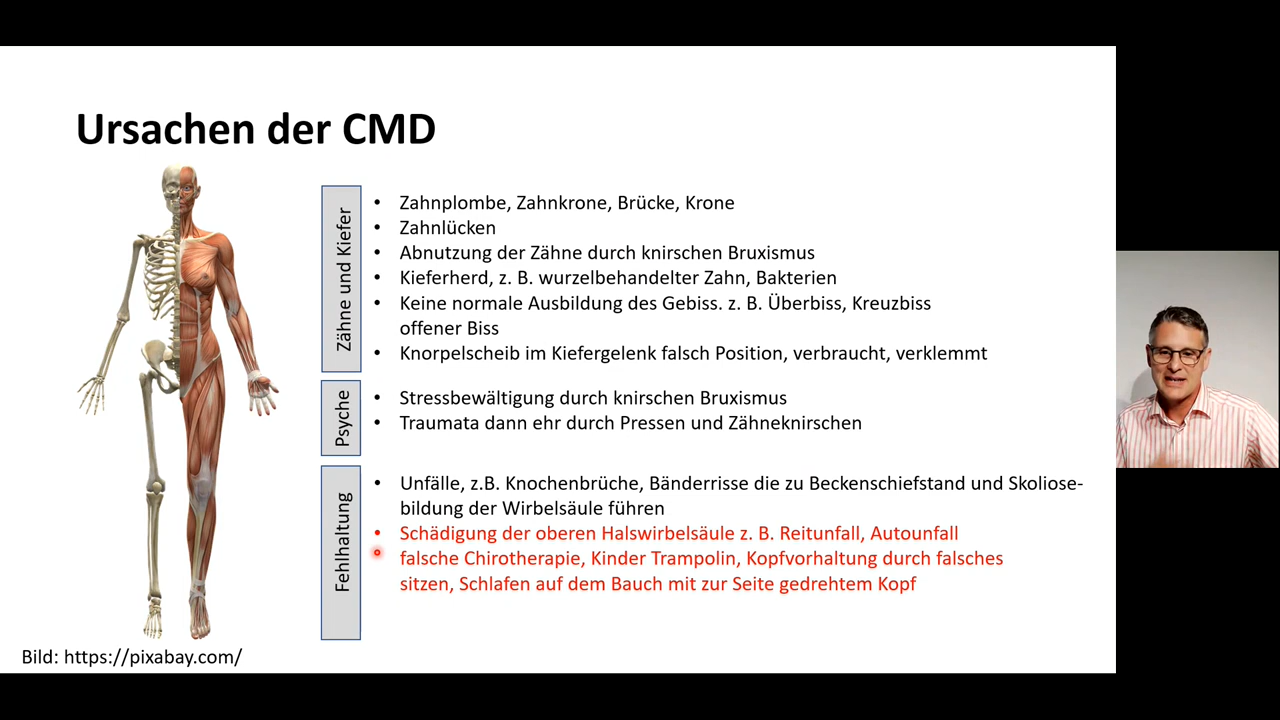 Ursachen der CMD
Zähne und Kiefer
• Zahnplombe, Zahnkrone, Brücke, Krone
• Zahnlücken
• Abnutzung der Zähne durch knirschen Bruxismus
• Kieferherd, z. B. wurzelbehandelter Zahn, Bakterien
• Keine normale Ausbildung des Gebiss. z. B. Überbiss, Kreuzbiss
offener Biss
• Knorpelscheib im Kiefergelenk falsch Position, verbraucht, verklemmt
Psyche
• Stressbewältigung durch knirschen Bruxismus
• Traumata dann ehr durch Pressen und Zähneknirschen
Fehlhaltung
• Unfälle, z.B. Knochenbrüche, Bänderrisse die zu Beckenschiefstand und Skoliose-
bildung der Wirbelsäule führen
• Schädigung der oberen Halswirbelsäule z. B. Reitunfall, Autounfall
falsche Chirotherapie, Kinder Trampolin, Kopfvorhaltung durch falsches
sitzen, Schlafen auf dem Bauch mit zur Seite gedrehtem Kopf
Bild: https://pixabay.com/